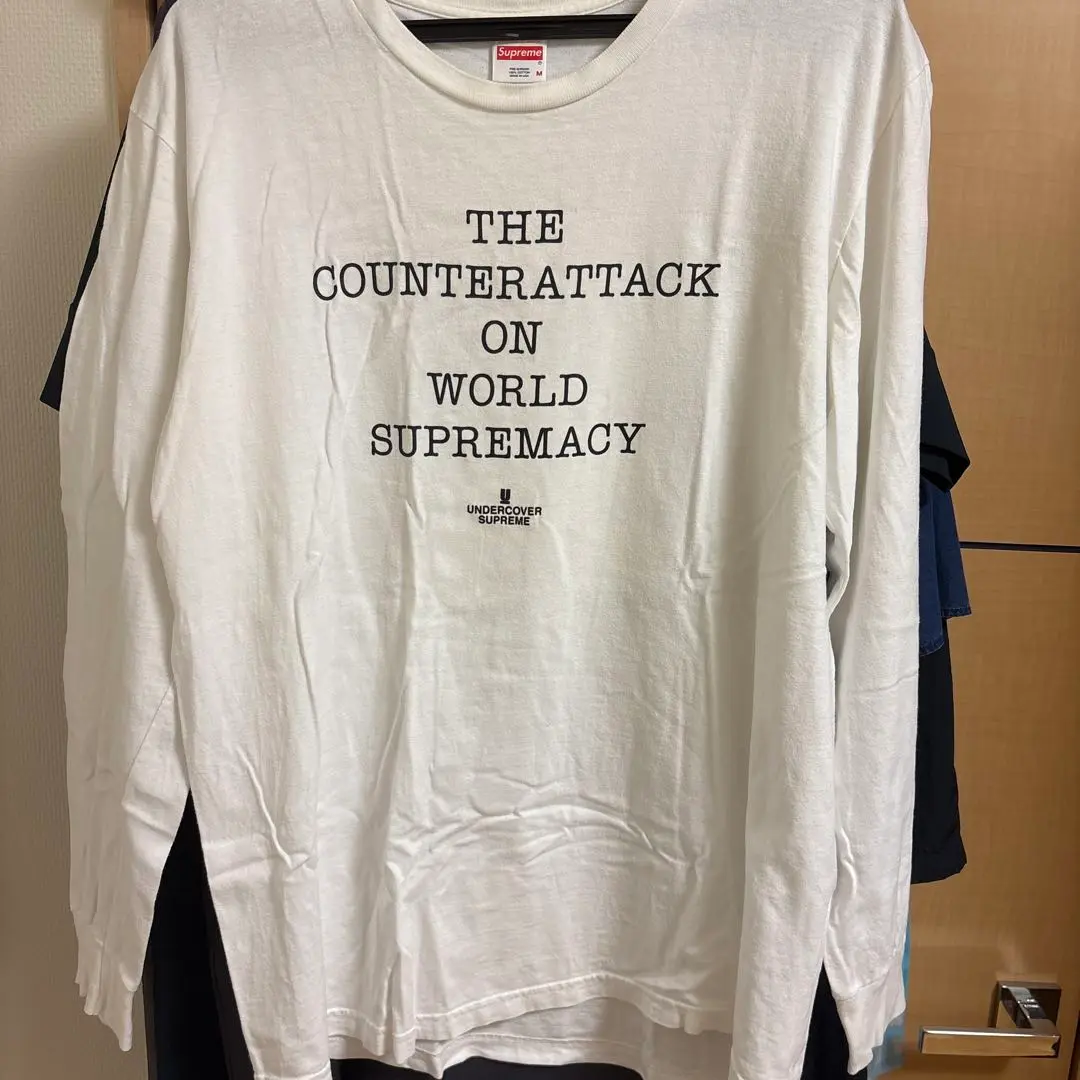 Supreme
M
THE
COUNTERATTACK
ON
WORLD
SUPREMACY
U
UNDERCOVER
SUPREME